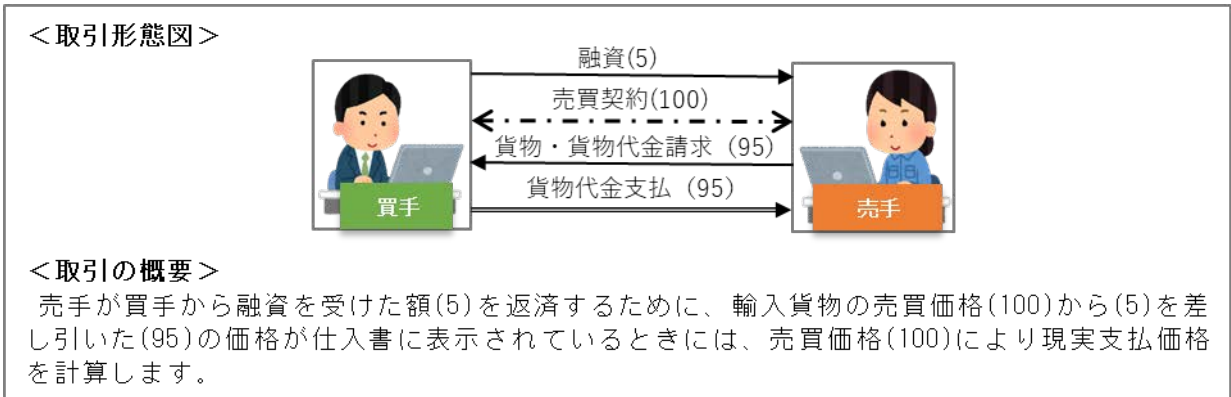 ＜取引形態図＞
融資(5)
売買契約(100)
貨物・貨物代金請求（95）
貨物代金支払（95）
買手
売手
＜取引の概要＞
売手が買手から融資を受けた額(5)を返済するために、輸入貨物の売買価格(100)から(5)を差
し引いた(95)の価格が仕入書に表示されているときには、売買価格(100)により現実支払価格
を計算します。